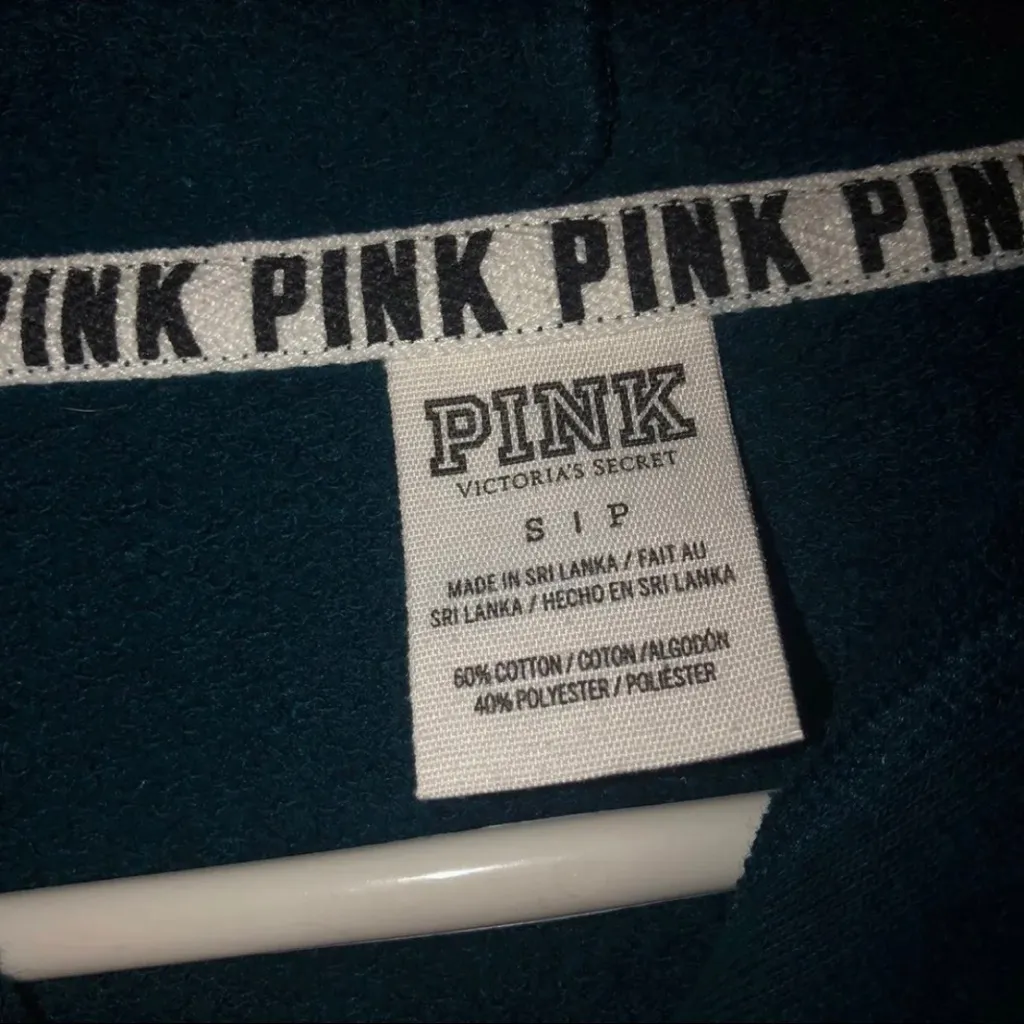 PINK PINK PINK PIN
PINK
VICTORIA'S SECRET
S | P
MADE IN SRI LANKA / FAIT AU
SRI LANKA / HECHO EN SRI LANKA
60% COTTON / COTON / ALGODÓN
40% POLYESTER / POLIÉSTER